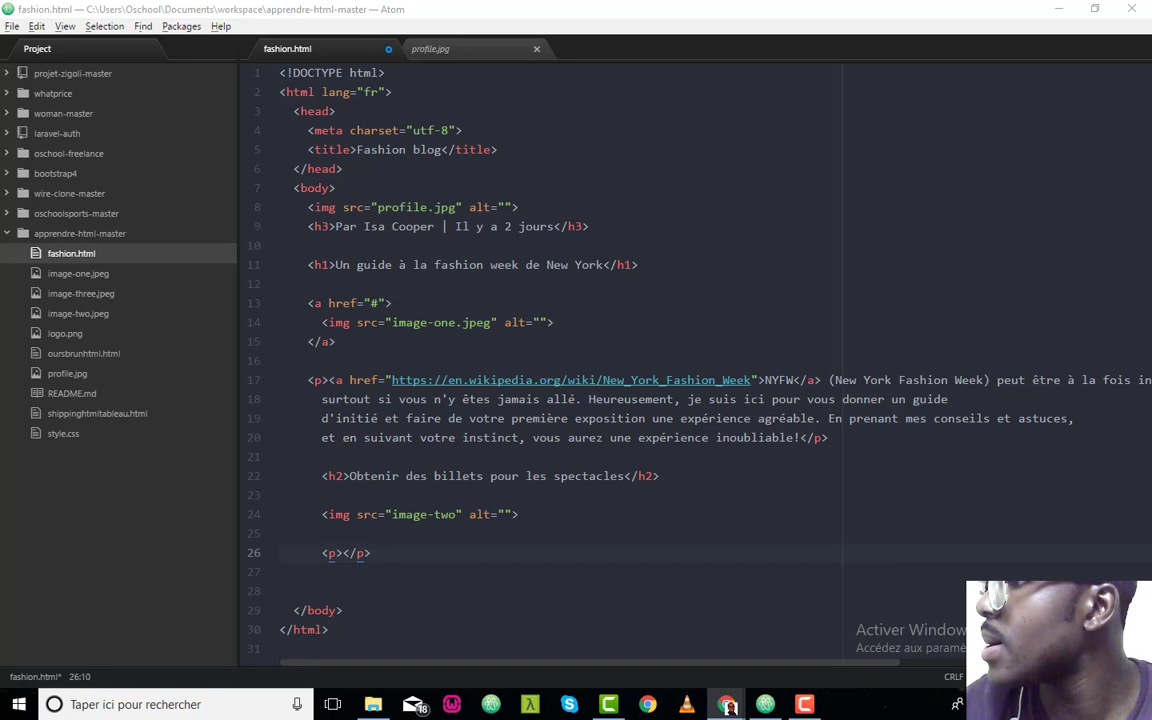 fashion.html — C:\Users\Oschool\Documents\workspace\apprendre-html-master — Atom
File Edit View Selection Find Packages Help
Project
fashion.html
profile.jpg
projet-zigoli-master
whatprice
woman-master
laravel-auth
oschool-freelance
bootstrap4
wire-clone-master
oschoolsports-master
apprendre-html-master
fashion.html
image-one.jpeg
image-three.jpeg
image-two.jpeg
logo.png
oursbrunhtml.html
profile.jpg
README.md
shippinghtmltableau.html
style.css
1 <!DOCTYPE html>
2 <html lang="fr">
3 <head>
4 <meta charset="utf-8">
5 <title>Fashion blog</title>
6 </head>
7 <body>
8 <img src="profile.jpg" alt="">
9 <h3>Par Isa Cooper | Il y a 2 jours</h3>
10
11 <h1>Un guide à la fashion week de New York</h1>
12
13 <a href="#">
14 <img src="image-one.jpeg" alt="">
15 </a>
16
17 <p><a href="https://en.wikipedia.org/wiki/New_York_Fashion_Week">NYFW</a> (New York Fashion Week) peut être à la fois in
18 surtout si vous n'y êtes jamais allé. Heureusement, je suis ici pour vous donner un guide
19 d'initié et faire de votre première exposition une expérience agréable. En prenant mes conseils et astuces,
20 et en suivant votre instinct, vous aurez une expérience inoubliable!</p>
21
22 <h2>Obtenir des billets pour les spectacles</h2>
23
24 <img src="image-two" alt="">
25
26 <p></p>
27
28
29 </body>
30 </html>
31
Activer Window
Accédez aux paramè
fashion.html* 26:10
CRLF
Taper ici pour rechercher
18